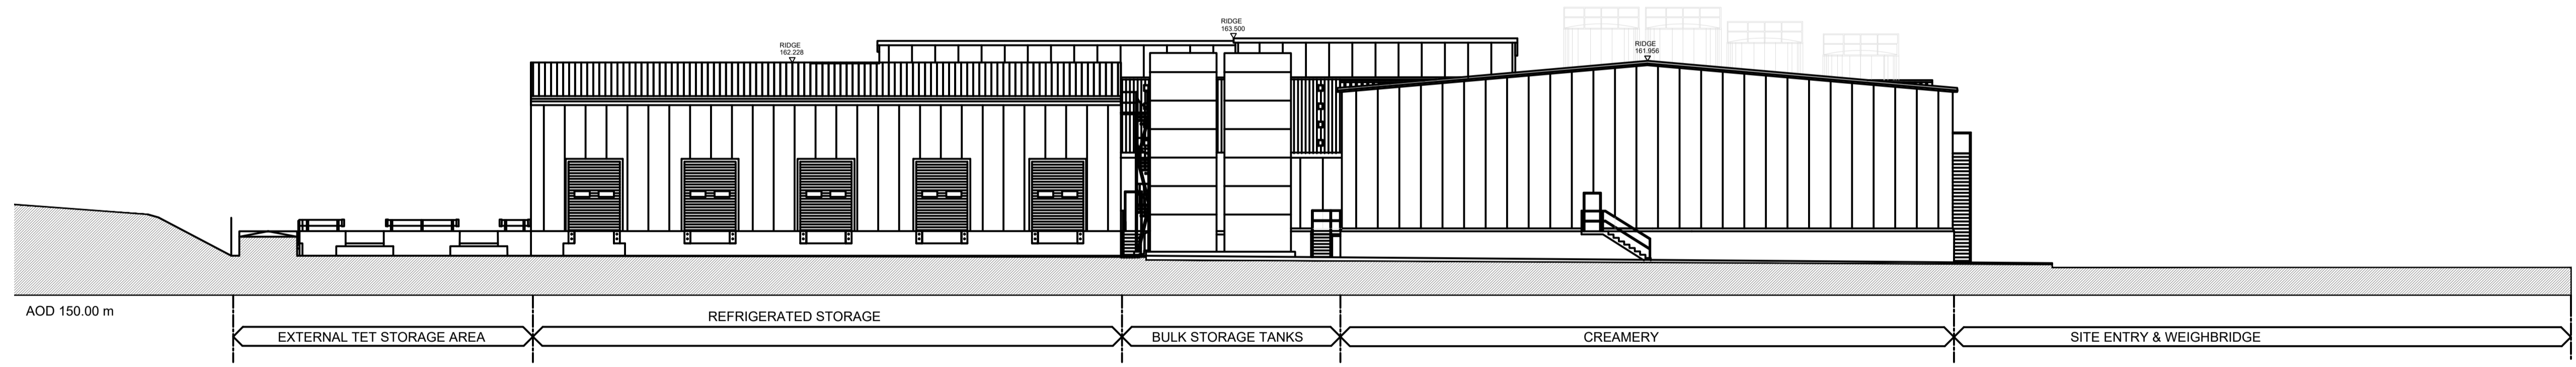 RIDGE
163.500
RIDGE
162.228
RIDGE
161.956
AOD 150.00 m
REFRIGERATED STORAGE
EXTERNAL TET STORAGE AREA
BULK STORAGE TANKS
CREAMERY
SITE ENTRY & WEIGHBRIDGE